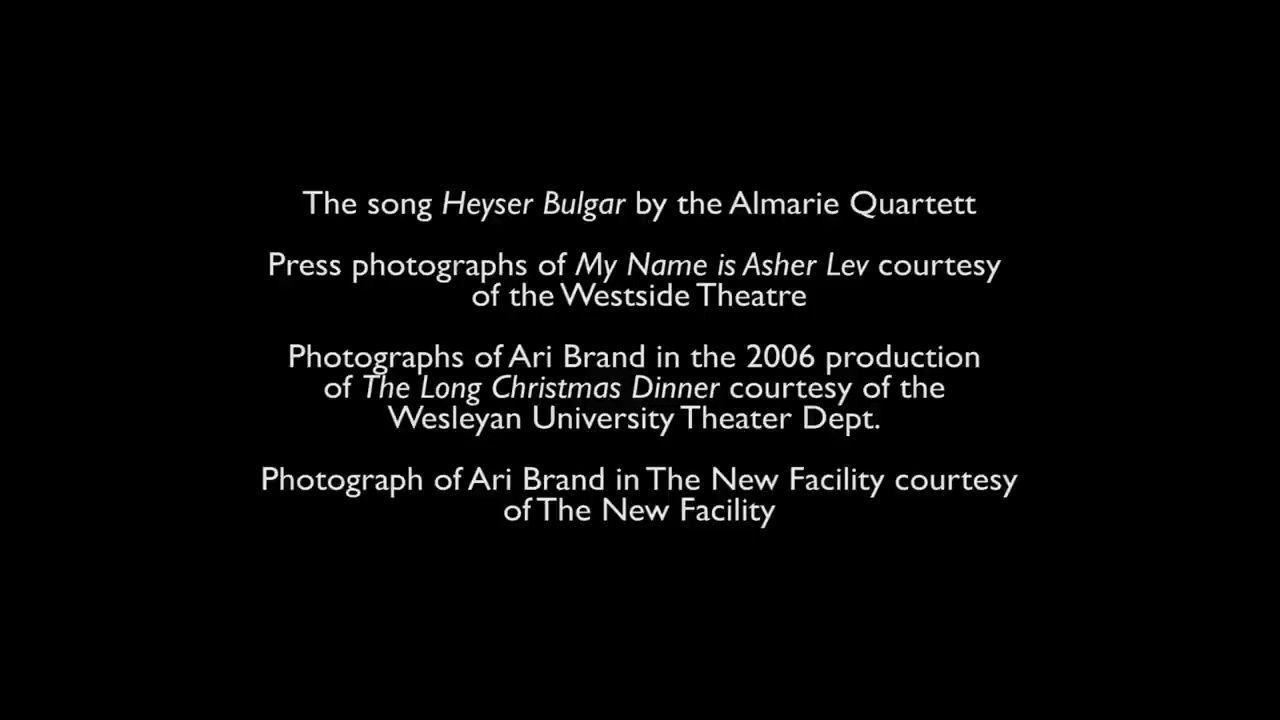 The song Heyser Bulgar by the Almarie Quartett
Press photographs of My Name is Asher Lev courtesy
of the Westside Theatre
Photographs of Ari Brand in the 2006 production
of The Long Christmas Dinner courtesy of the
Wesleyan University Theater Dept.
Photograph of Ari Brand in The New Facility courtesy
of The New Facility